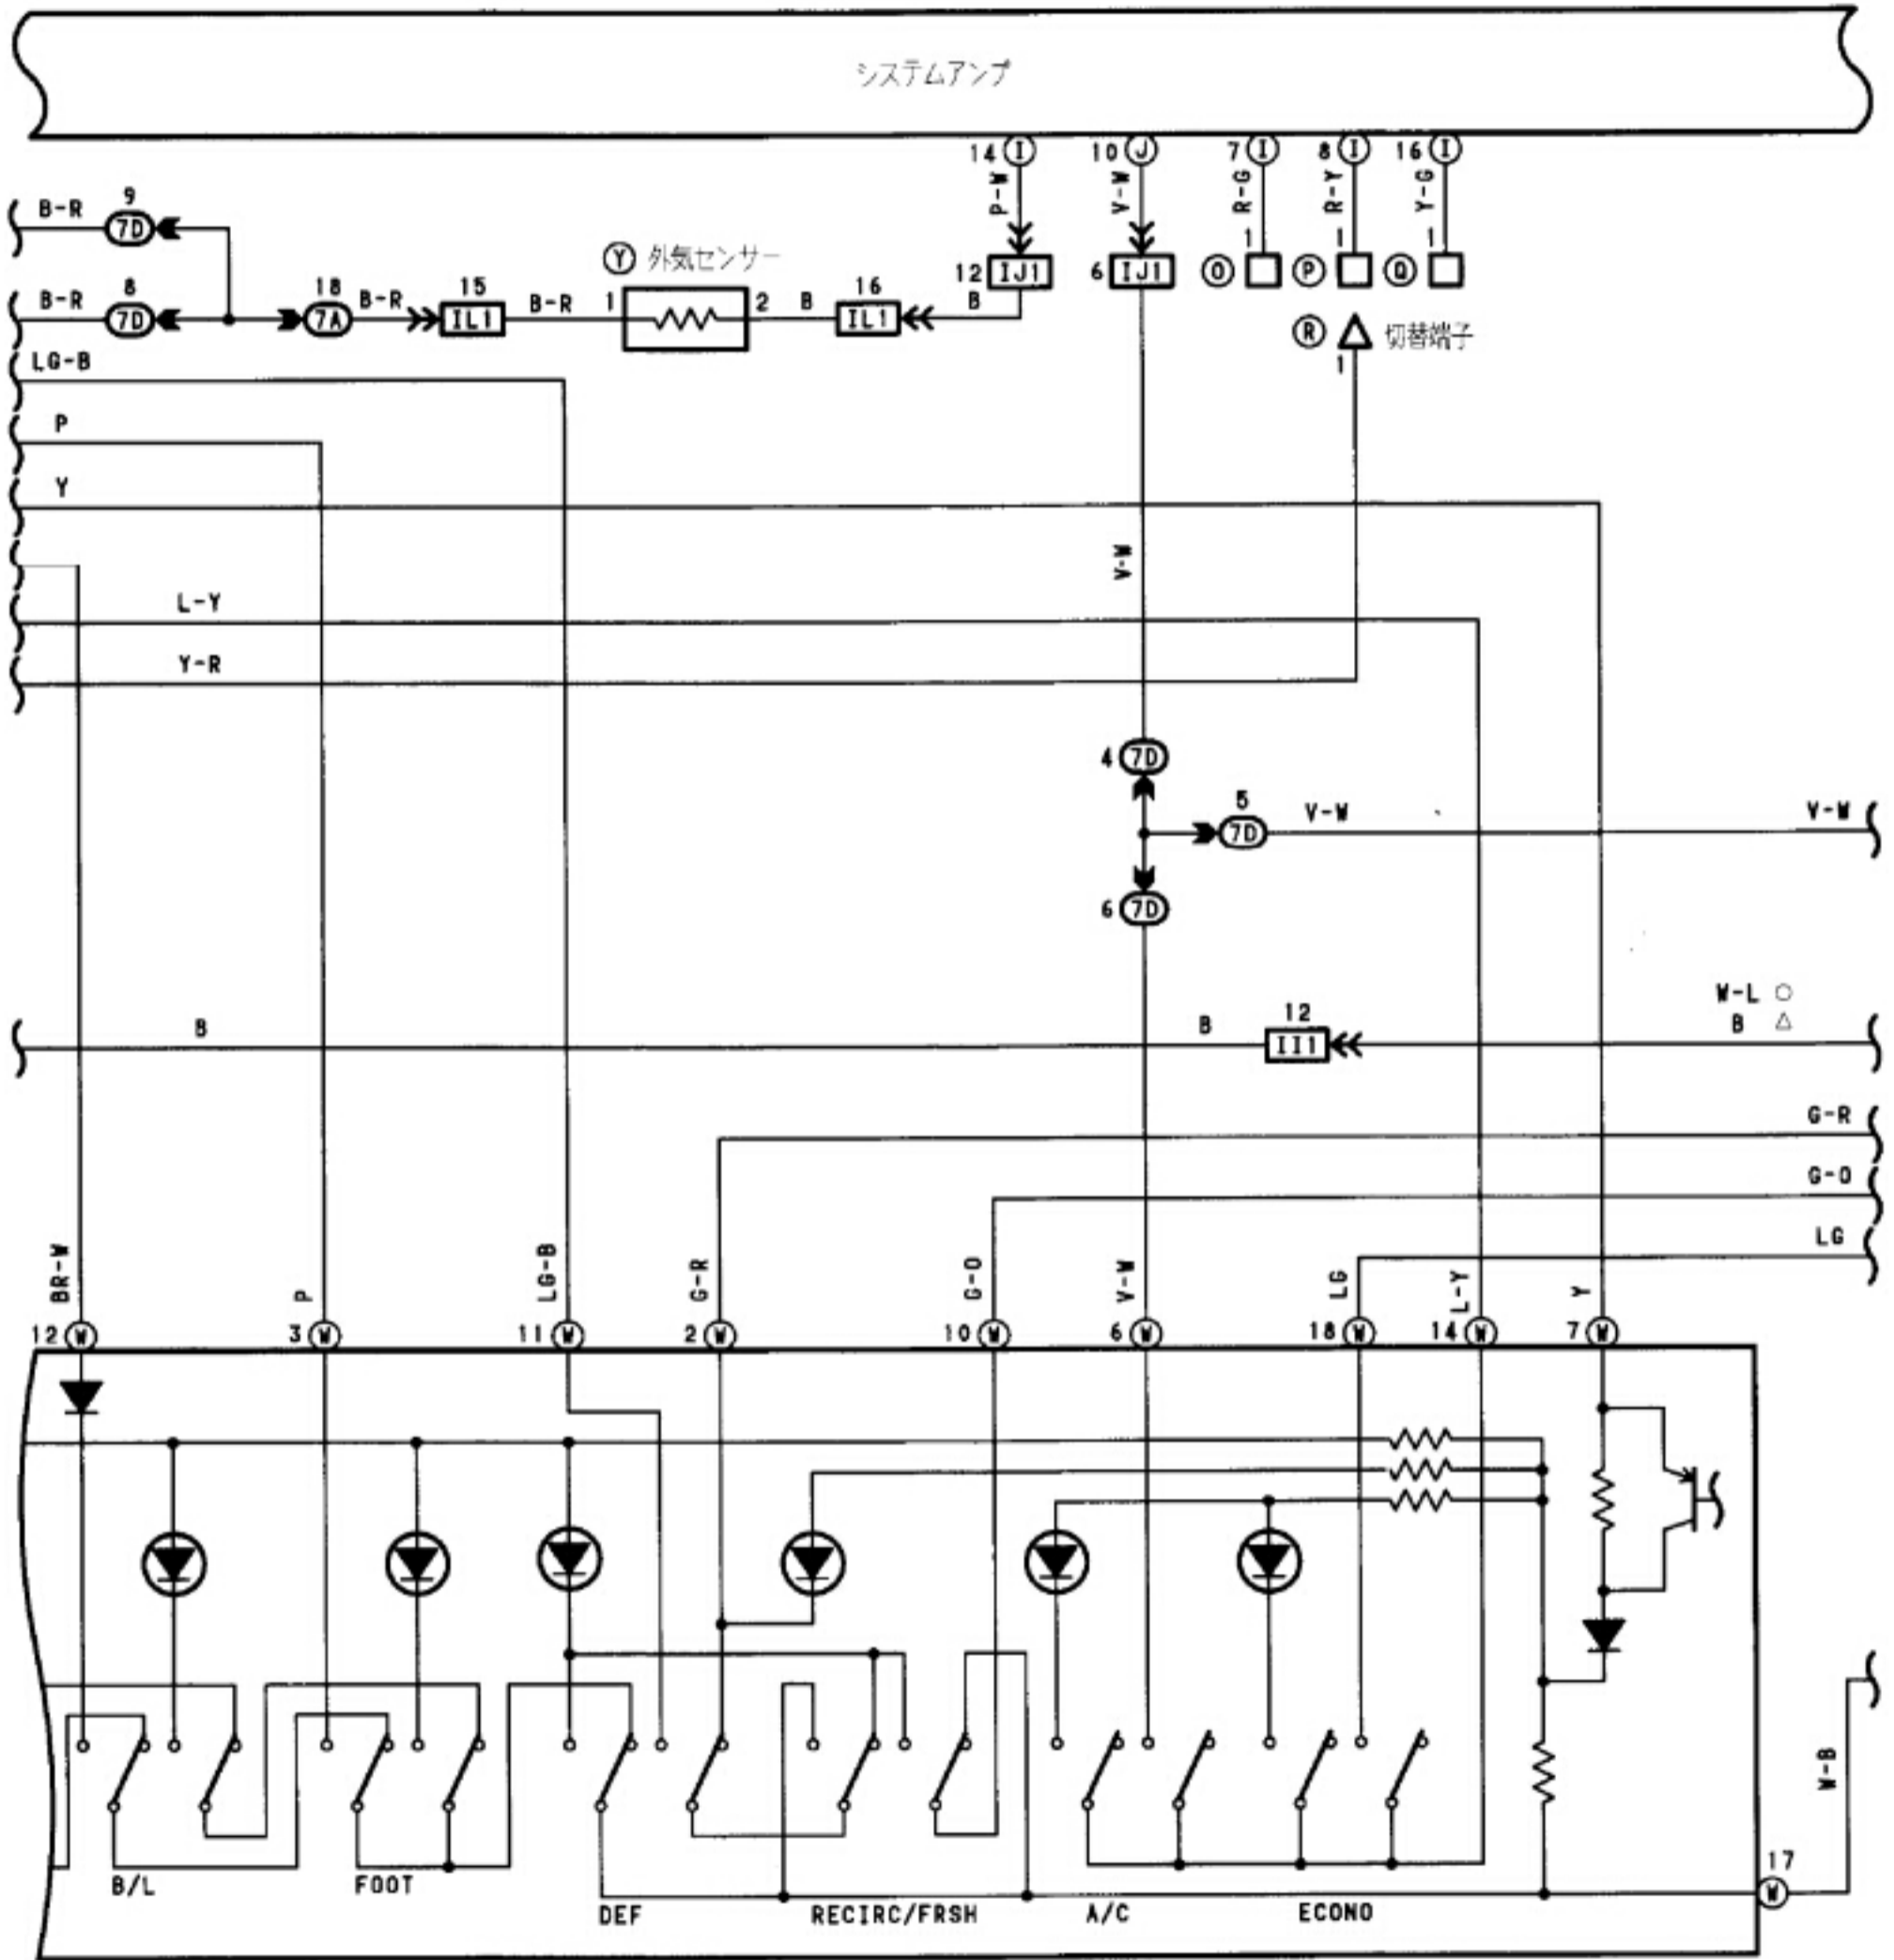 システムアンプ
14 I 10 J 7 I 8 I 16 I
P-W V-W R-G R-Y Y-G
B-R 9 7D
1 1 1
Y 外気センサー
12 IJ1 6 IJ1 O P Q
B-R 8 7D 18 7A B-R 15 IL1 B-R 1 2 B 16 IL1 B
R 切替端子
1
LG-B
P
Y
V-W
L-Y
Y-R
4 7D
5 7D V-W V-W
6 7D
W-L ○
B △
B B 12 II1
G-R
G-O
LG
BR-W P LG-B G-R G-O V-W LG L-Y Y
12 W 3 W 11 W 2 W 10 W 6 W 18 W 14 W 7 W
W-B
17 W
B/L FOOT
DEF RECIRC/FRSH A/C ECONO